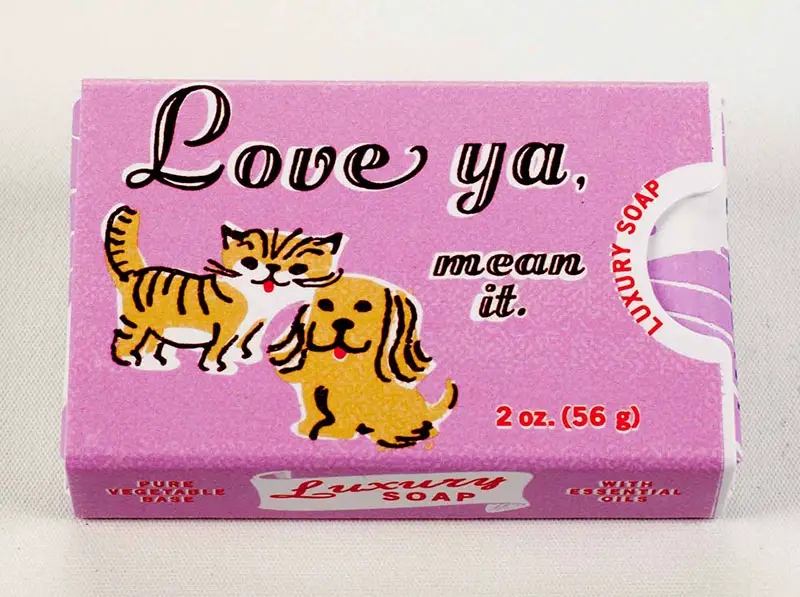 Love ya,
mean
it.
LUXURY SOAP
2 oz. (56 g)
PURE
VEGETABLE
BASE
Luxury
SOAP
WITH
ESSENTIAL
OILS